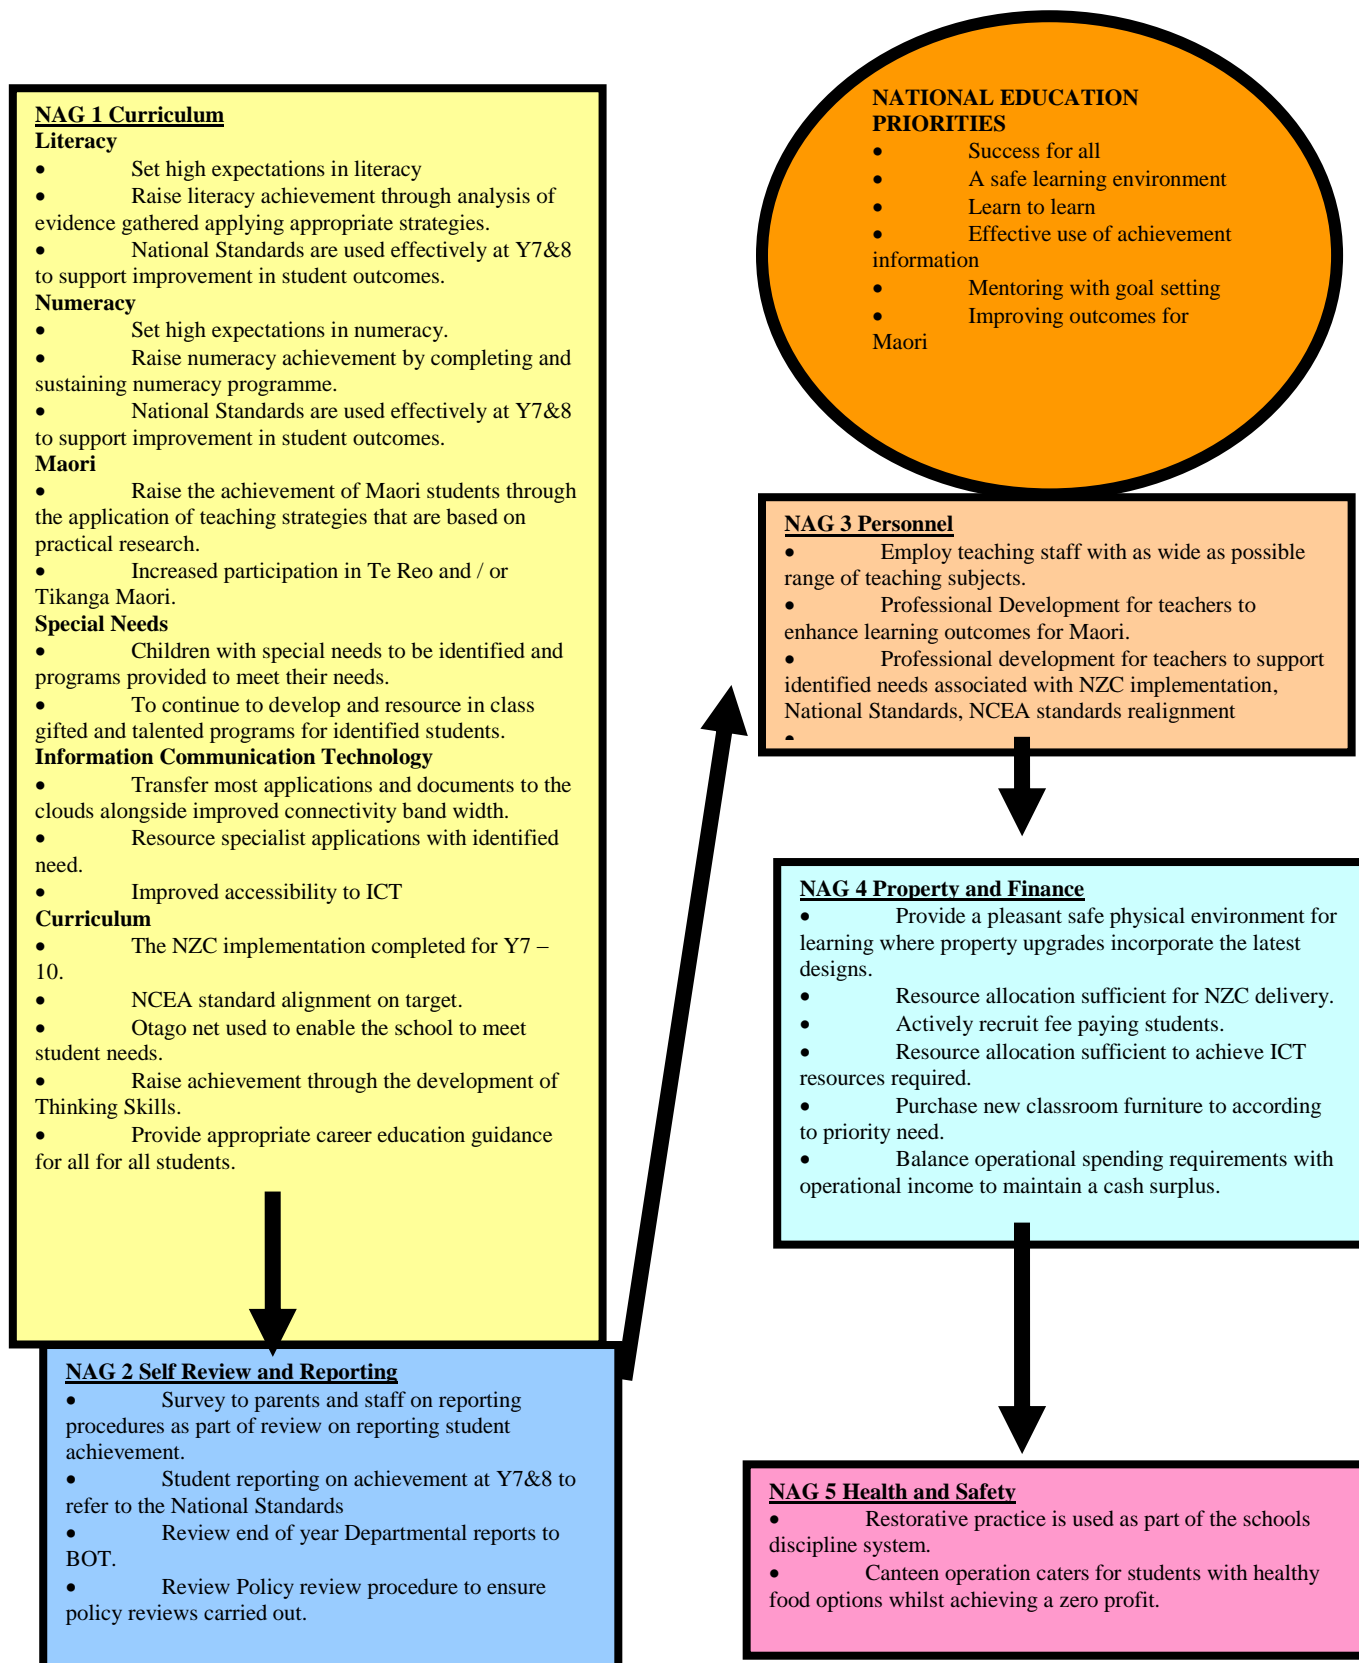 NAG 1 Curriculum
Literacy
• Set high expectations in literacy
• Raise literacy achievement through analysis of
evidence gathered applying appropriate strategies.
• National Standards are used effectively at Y7&8
to support improvement in student outcomes.
Numeracy
• Set high expectations in numeracy.
• Raise numeracy achievement by completing and
sustaining numeracy programme.
• National Standards are used effectively at Y7&8
to support improvement in student outcomes.
Maori
• Raise the achievement of Maori students through
the application of teaching strategies that are based on
practical research.
• Increased participation in Te Reo and / or
Tikanga Maori.
Special Needs
• Children with special needs to be identified and
programs provided to meet their needs.
• To continue to develop and resource in class
gifted and talented programs for identified students.
Information Communication Technology
• Transfer most applications and documents to the
clouds alongside improved connectivity band width.
• Resource specialist applications with identified
need.
• Improved accessibility to ICT
Curriculum
• The NZC implementation completed for Y7 –
10.
• NCEA standard alignment on target.
• Otago net used to enable the school to meet
student needs.
• Raise achievement through the development of
Thinking Skills.
• Provide appropriate career education guidance
for all for all students.
NAG 2 Self Review and Reporting
• Survey to parents and staff on reporting
procedures as part of review on reporting student
achievement.
• Student reporting on achievement at Y7&8 to
refer to the National Standards
• Review end of year Departmental reports to
BOT.
• Review Policy review procedure to ensure
policy reviews carried out.
NATIONAL EDUCATION
PRIORITIES
• Success for all
• A safe learning environment
• Learn to learn
• Effective use of achievement
information
• Mentoring with goal setting
• Improving outcomes for
Maori
NAG 3 Personnel
• Employ teaching staff with as wide as possible
range of teaching subjects.
• Professional Development for teachers to
enhance learning outcomes for Maori.
• Professional development for teachers to support
identified needs associated with NZC implementation,
National Standards, NCEA standards realignment
•
NAG 4 Property and Finance
• Provide a pleasant safe physical environment for
learning where property upgrades incorporate the latest
designs.
• Resource allocation sufficient for NZC delivery.
• Actively recruit fee paying students.
• Resource allocation sufficient to achieve ICT
resources required.
• Purchase new classroom furniture to according
to priority need.
• Balance operational spending requirements with
operational income to maintain a cash surplus.
NAG 5 Health and Safety
• Restorative practice is used as part of the schools
discipline system.
• Canteen operation caters for students with healthy
food options whilst achieving a zero profit.